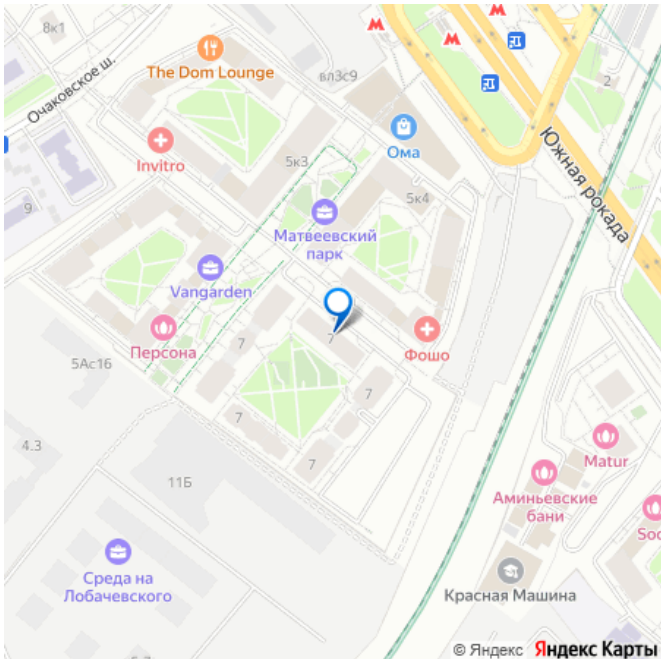 8к1
Очаковское ш.
The Dom Lounge
вл3с9
2
Южная рокада
Invitro
Ома
5к3
5к4
9
Матвеевский
парк
Vangarden
Персона
7
7
Фошо
5Ас16
7
7
7
4.3
11Б
Matur
Аминьевские
бани
Soc
Среда на
Лобачевского
Красная Машина
© Яндекс Яндекс Карты